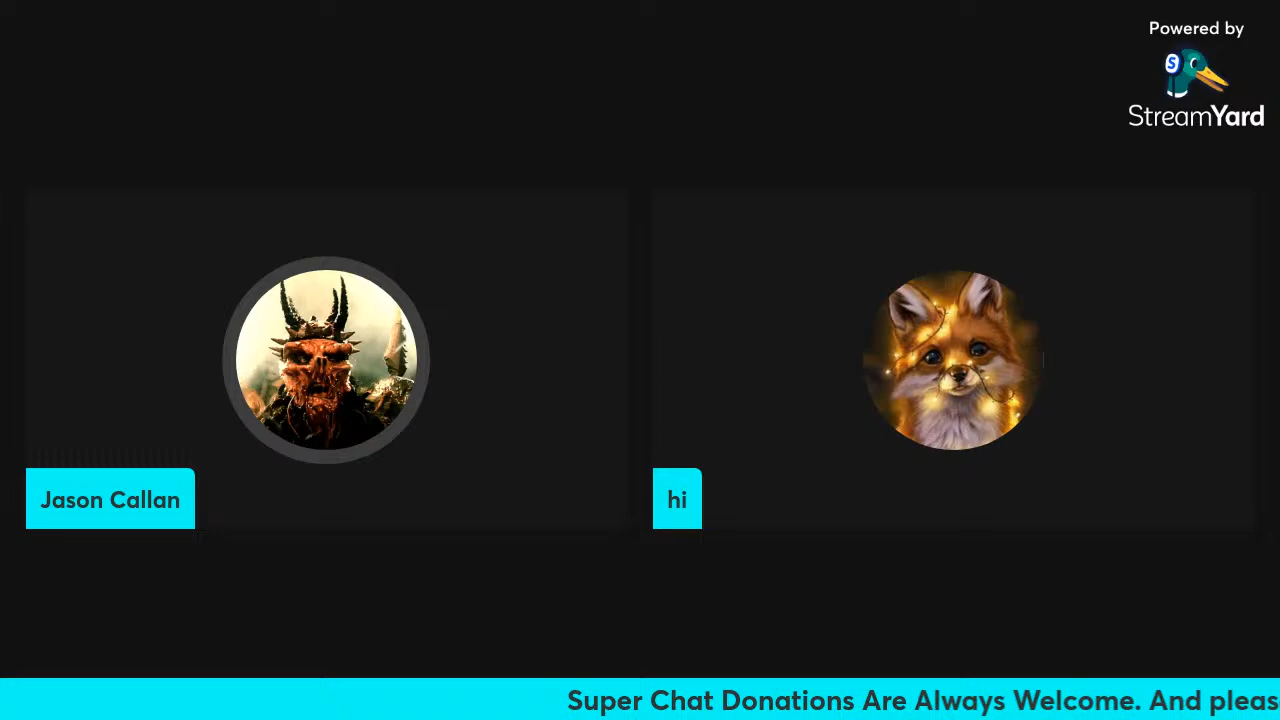 Powered by
S
StreamYard
Jason Callan
hi
Super Chat Donations Are Always Welcome. And pleas